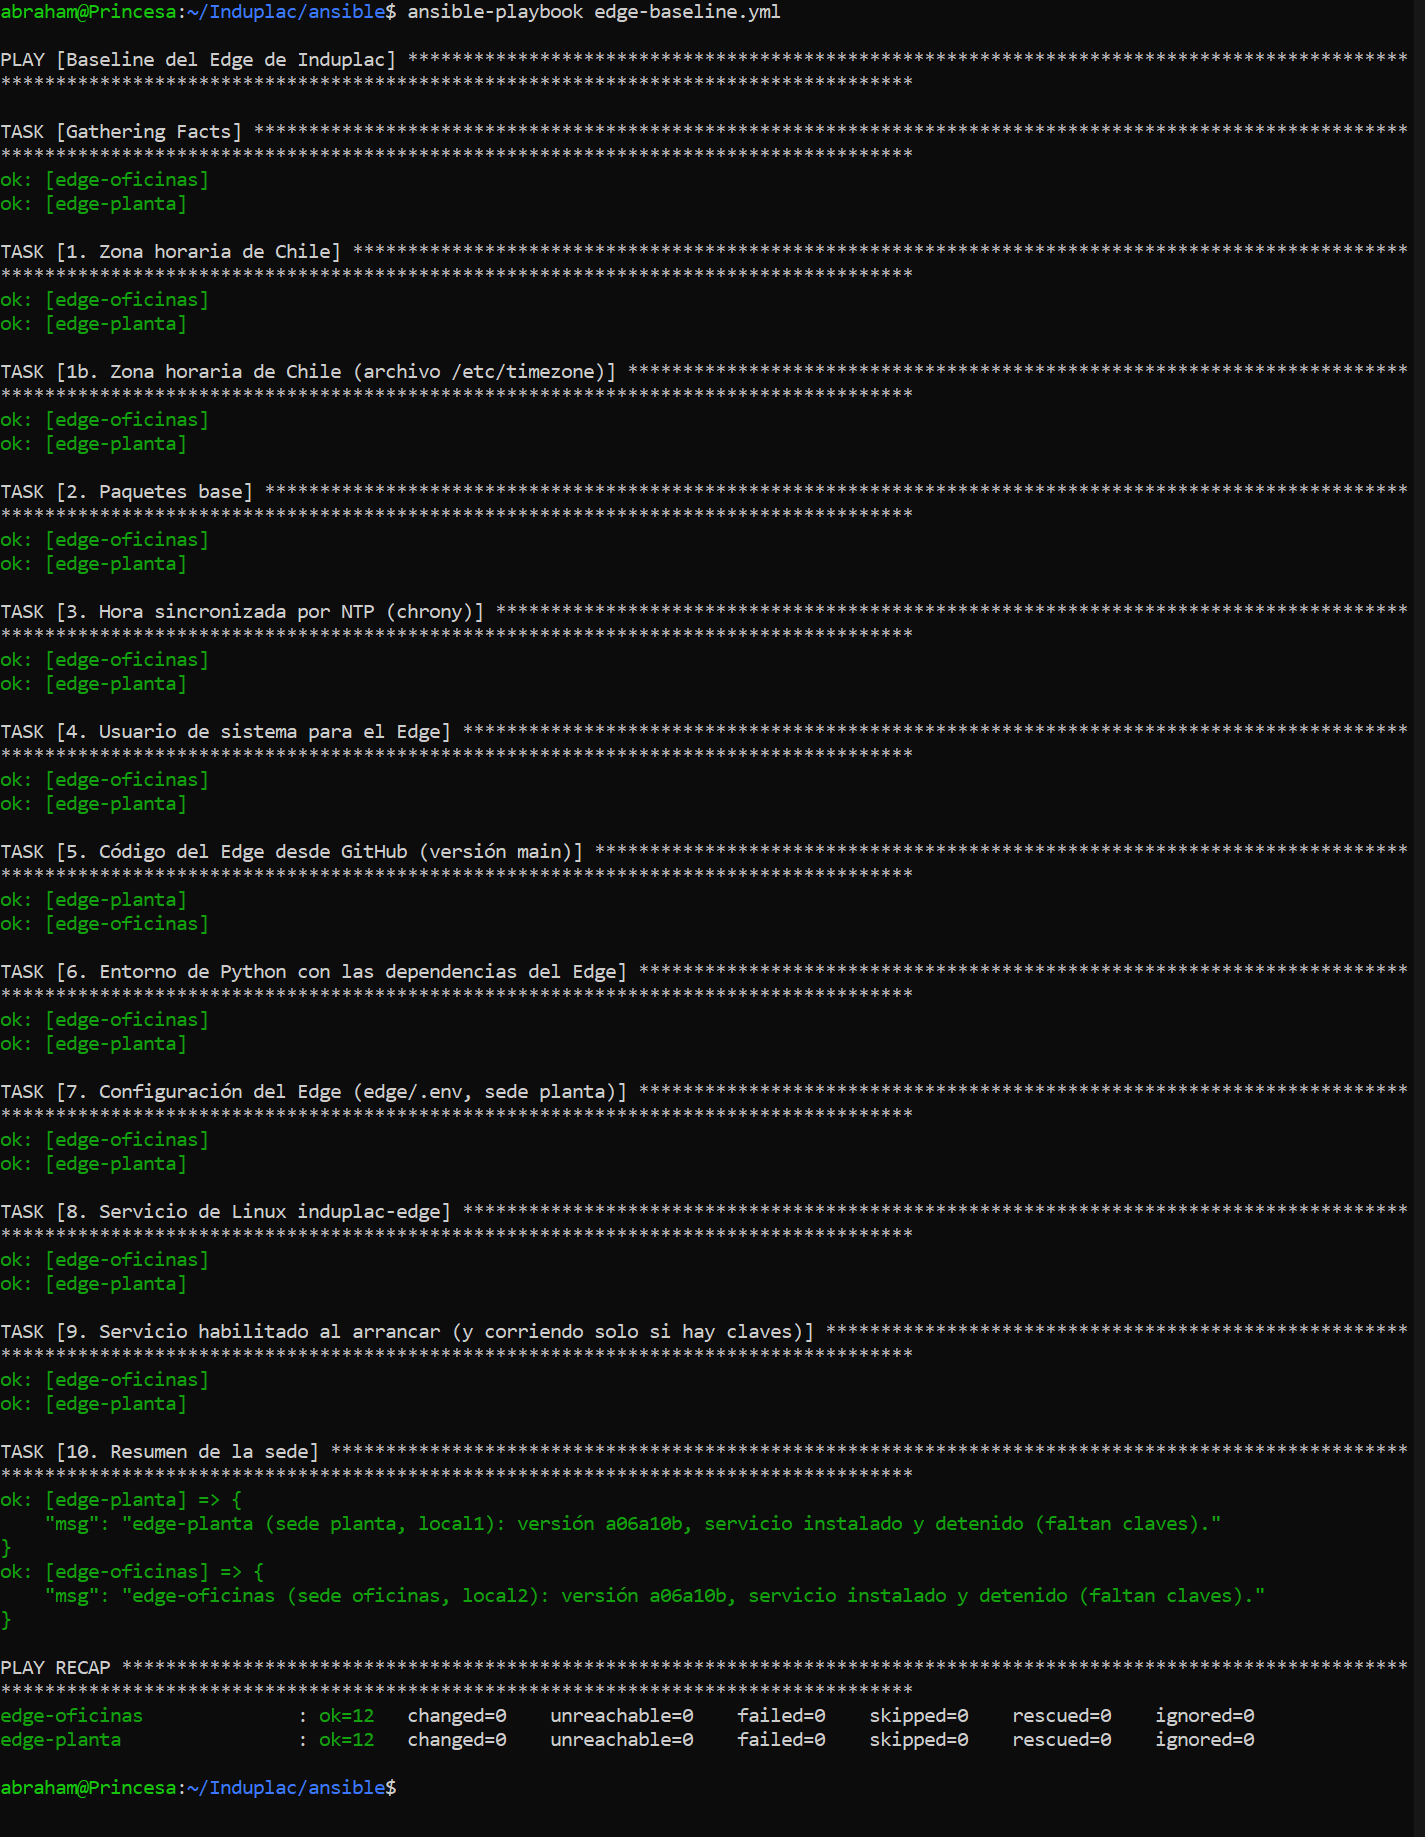 abraham@Princesa:~/Induplac/ansible$ ansible-playbook edge-baseline.yml
PLAY [Baseline del Edge de Induplac] *******************************************************************************************
***********************************************************************************
TASK [Gathering Facts] *********************************************************************************************************
***********************************************************************************
ok: [edge-oficinas]
ok: [edge-planta]
TASK [1. Zona horaria de Chile] ************************************************************************************************
***********************************************************************************
ok: [edge-oficinas]
ok: [edge-planta]
TASK [1b. Zona horaria de Chile (archivo /etc/timezone)] ***********************************************************************
***********************************************************************************
ok: [edge-oficinas]
ok: [edge-planta]
TASK [2. Paquetes base] ********************************************************************************************************
***********************************************************************************
ok: [edge-oficinas]
ok: [edge-planta]
TASK [3. Hora sincronizada por NTP (chrony)] ***********************************************************************************
***********************************************************************************
ok: [edge-oficinas]
ok: [edge-planta]
TASK [4. Usuario de sistema para el Edge] **************************************************************************************
***********************************************************************************
ok: [edge-oficinas]
ok: [edge-planta]
TASK [5. Código del Edge desde GitHub (versión main)] **************************************************************************
***********************************************************************************
ok: [edge-planta]
ok: [edge-oficinas]
TASK [6. Entorno de Python con las dependencias del Edge] **********************************************************************
***********************************************************************************
ok: [edge-oficinas]
ok: [edge-planta]
TASK [7. Configuración del Edge (edge/.env, sede planta)] **********************************************************************
***********************************************************************************
ok: [edge-oficinas]
ok: [edge-planta]
TASK [8. Servicio de Linux induplac-edge] **************************************************************************************
***********************************************************************************
ok: [edge-oficinas]
ok: [edge-planta]
TASK [9. Servicio habilitado al arrancar (y corriendo solo si hay claves)] *****************************************************
***********************************************************************************
ok: [edge-oficinas]
ok: [edge-planta]
TASK [10. Resumen de la sede] **************************************************************************************************
***********************************************************************************
ok: [edge-planta] => {
    "msg": "edge-planta (sede planta, local1): versión a06a10b, servicio instalado y detenido (faltan claves)."
}
ok: [edge-oficinas] => {
    "msg": "edge-oficinas (sede oficinas, local2): versión a06a10b, servicio instalado y detenido (faltan claves)."
}
PLAY RECAP *********************************************************************************************************************
***********************************************************************************
edge-oficinas              : ok=12   changed=0    unreachable=0    failed=0    skipped=0    rescued=0    ignored=0
edge-planta                : ok=12   changed=0    unreachable=0    failed=0    skipped=0    rescued=0    ignored=0
abraham@Princesa:~/Induplac/ansible$